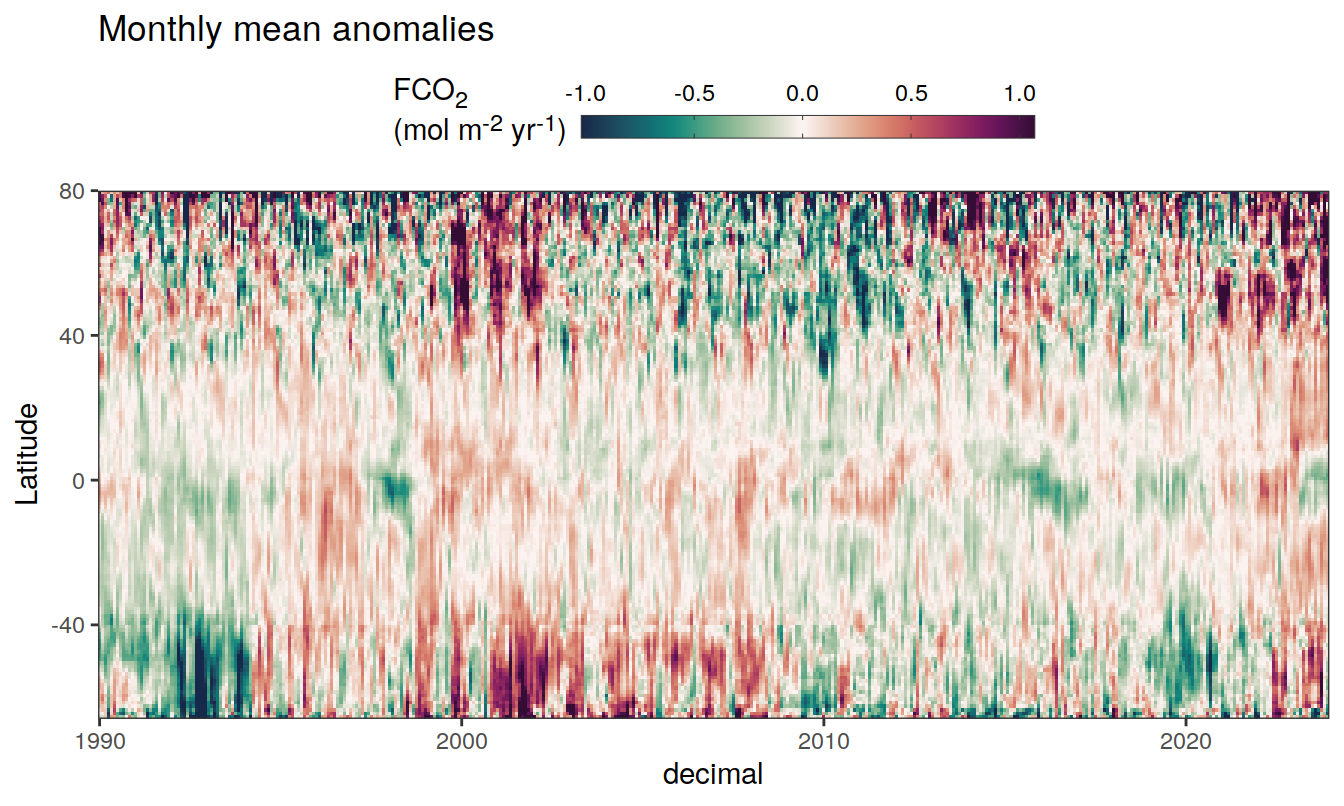 Monthly mean anomalies
FCO₂
(mol m⁻² yr⁻¹)
-1.0 -0.5 0.0 0.5 1.0
80
40
0
-40
Latitude
1990 2000 2010 2020
decimal